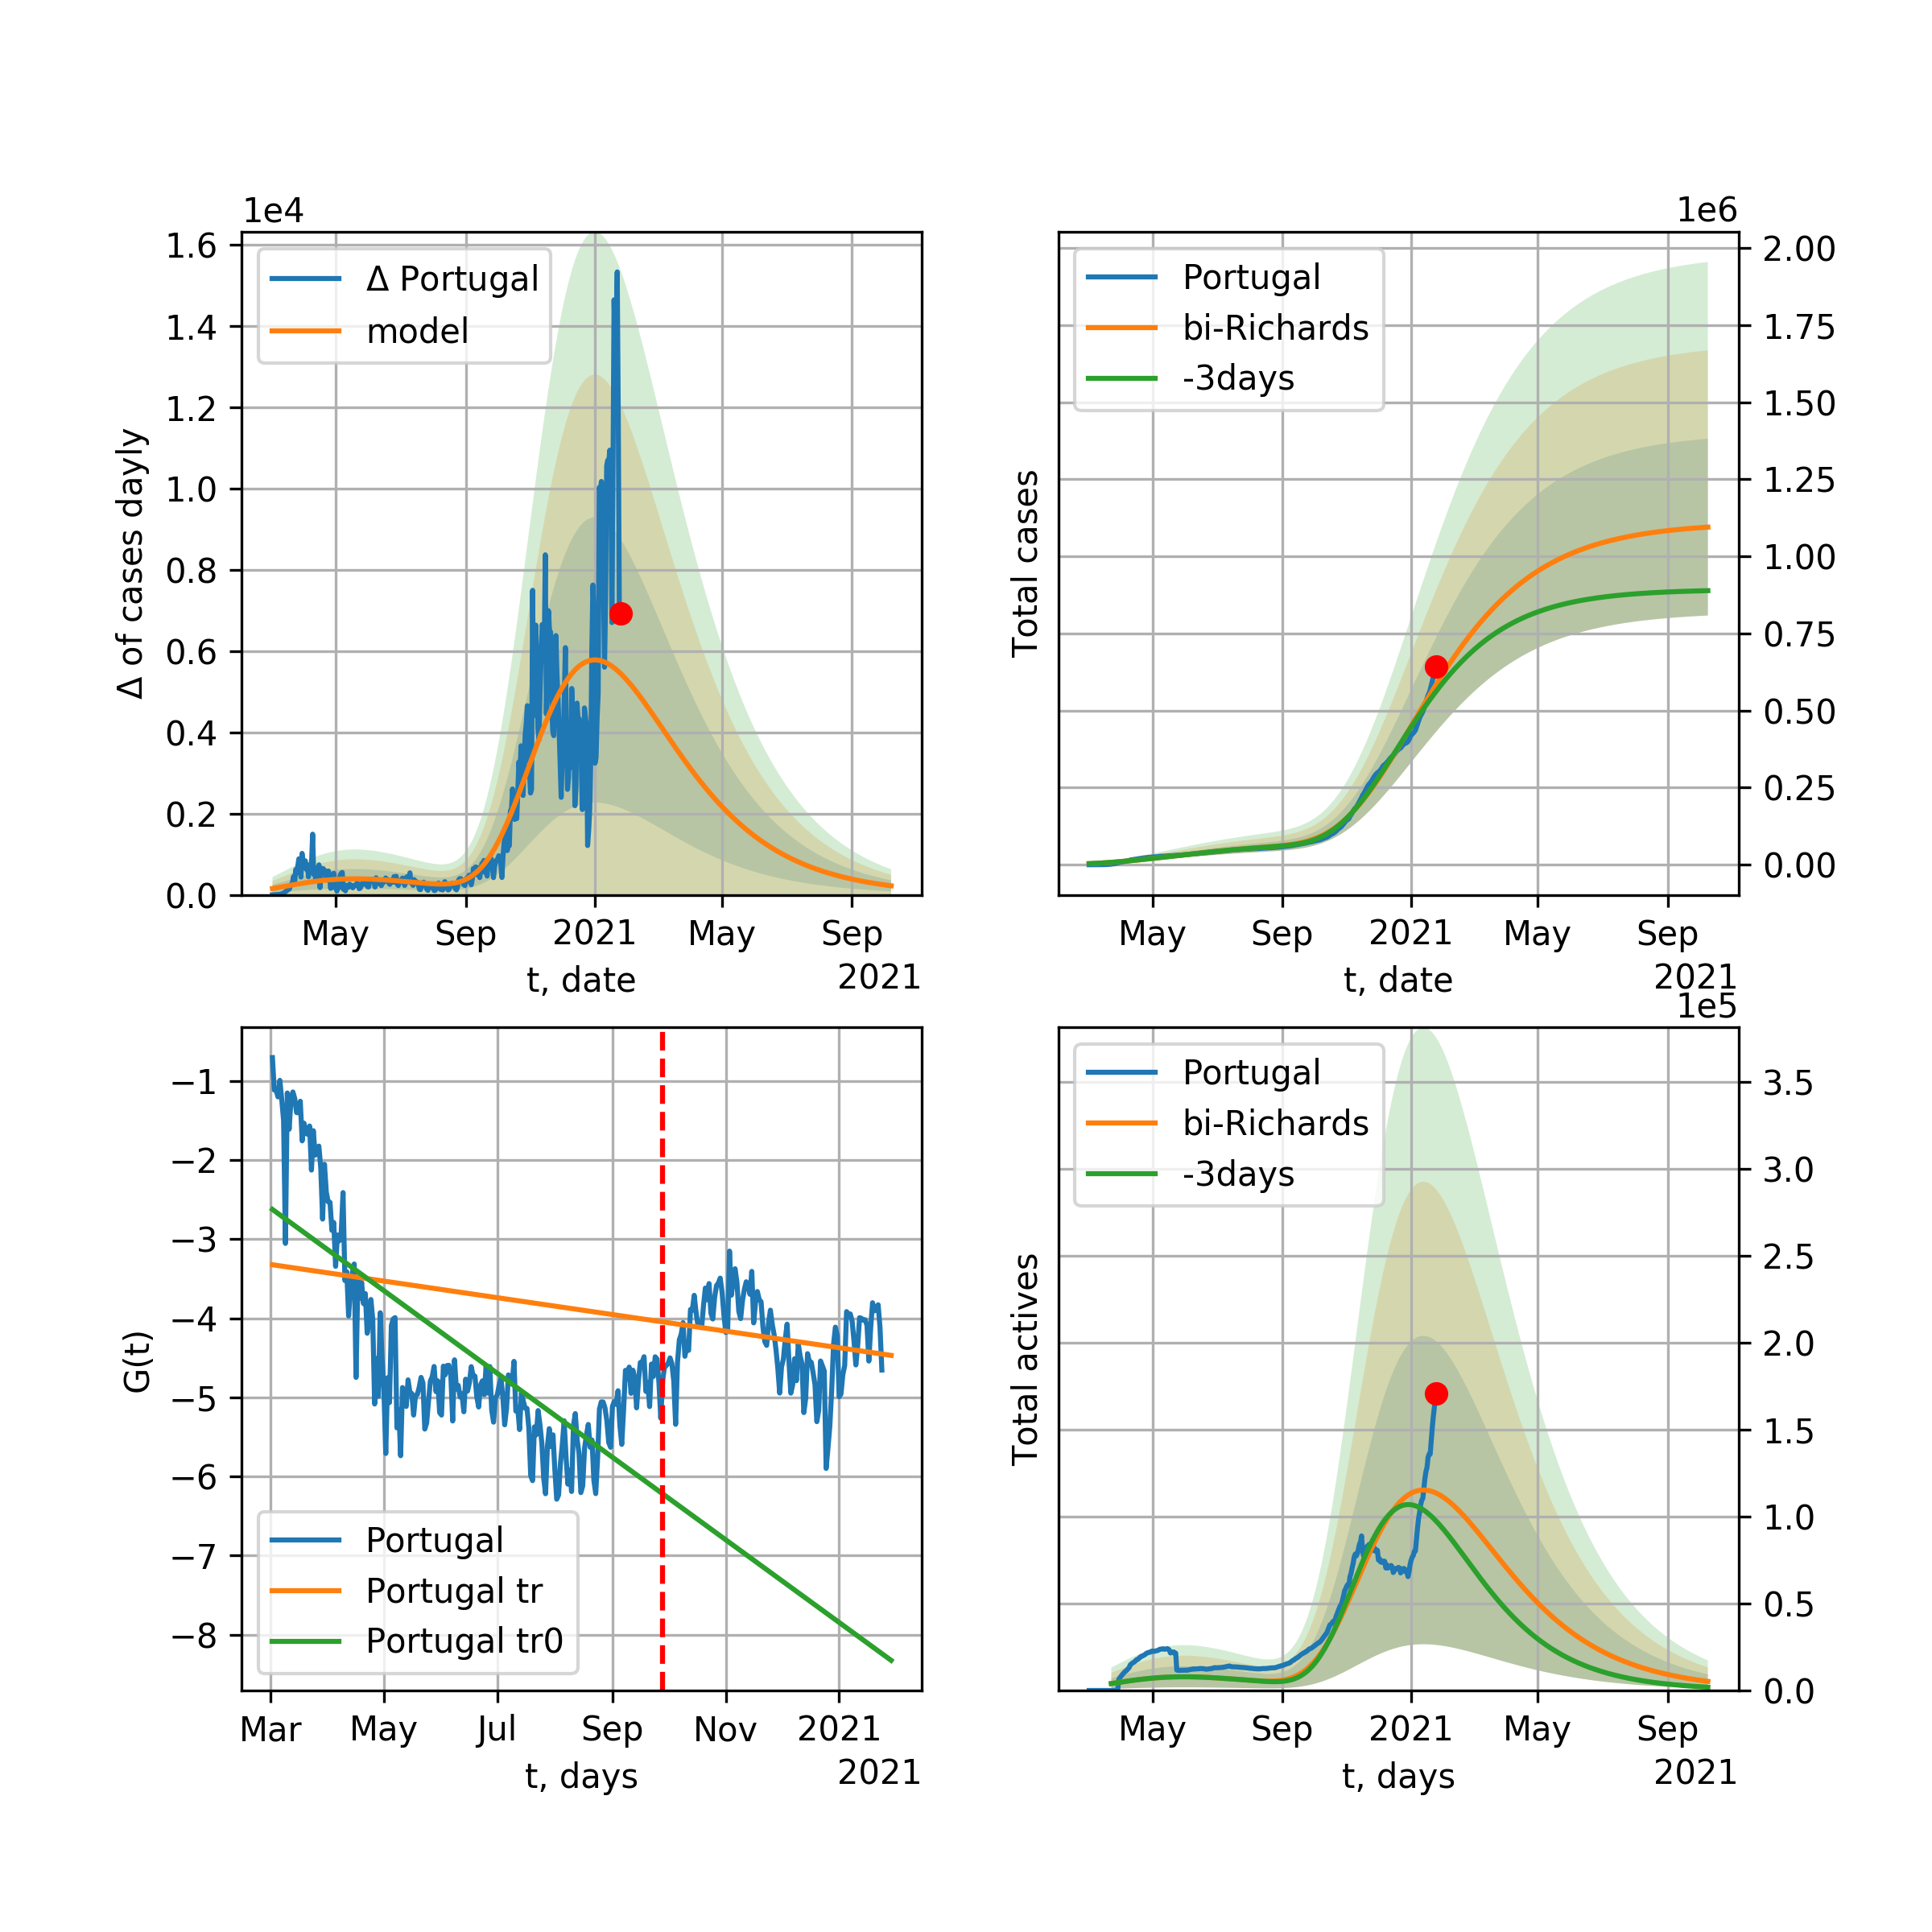 1e4
1.6
1.4
1.2
1.0
0.8
0.6
0.4
0.2
0.0
Δ of cases dayly
Δ Portugal
model
May Sep 2021 May Sep
t, date
2021
1e6
Total cases
Portugal
bi-Richards
-3days
2.00
1.75
1.50
1.25
1.00
0.75
0.50
0.25
0.00
May Sep 2021 May Sep
t, date
2021
G(t)
−1
−2
−3
−4
−5
−6
−7
−8
Portugal
Portugal tr
Portugal tr0
Mar May Jul Sep Nov 2021
t, days
2021
1e5
Total actives
Portugal
bi-Richards
-3days
3.5
3.0
2.5
2.0
1.5
1.0
0.5
0.0
May Sep 2021 May Sep
t, days
2021